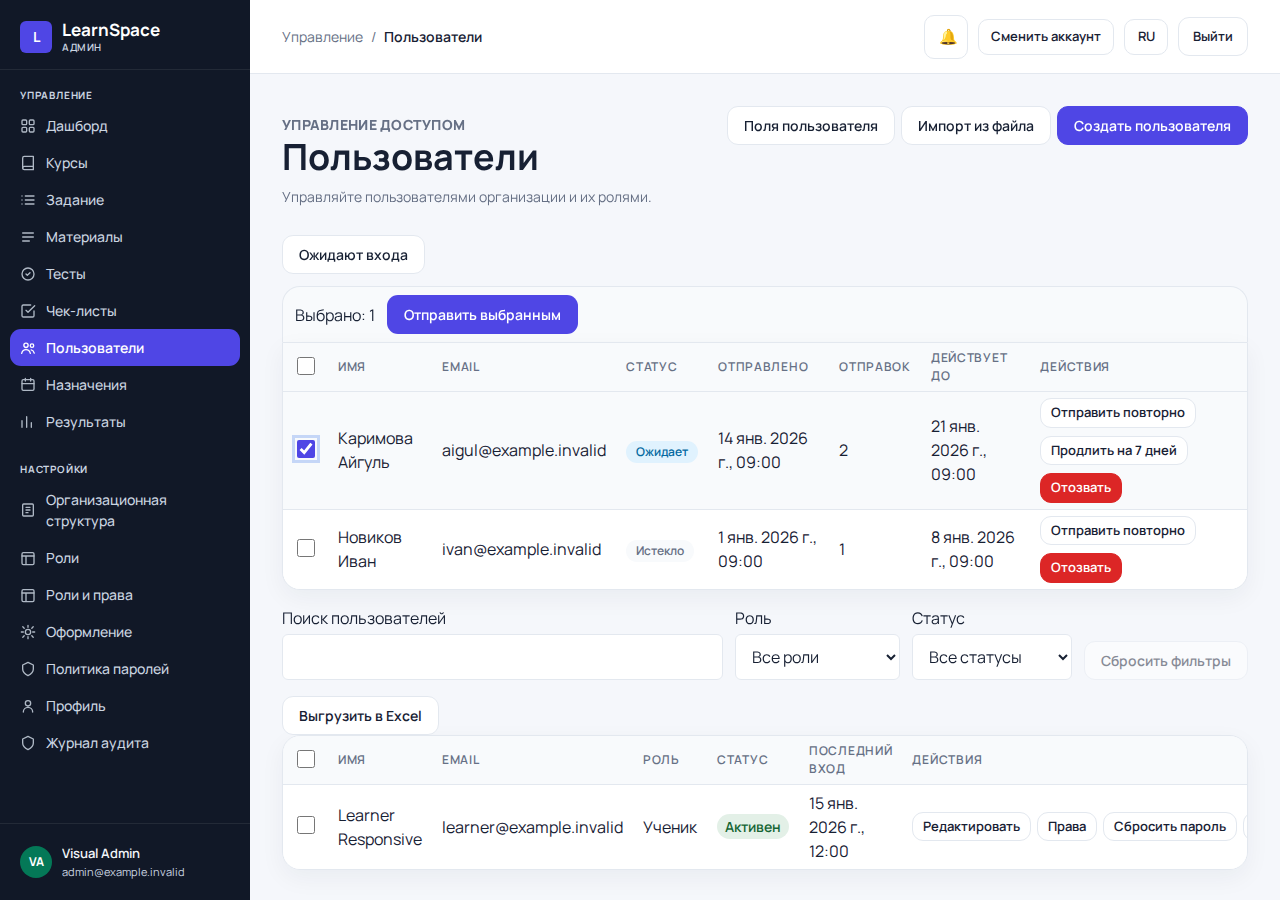 L
LearnSpace
АДМИН
УПРАВЛЕНИЕ
Дашборд
Курсы
Задание
Материалы
Тесты
Чек-листы
Пользователи
Назначения
Результаты
НАСТРОЙКИ
Организационная
структура
Роли
Роли и права
Оформление
Политика паролей
Профиль
Журнал аудита
VA
Visual Admin
admin@example.invalid
Управление / Пользователи
Сменить аккаунт
RU
Выйти
УПРАВЛЕНИЕ ДОСТУПОМ
Пользователи
Управляйте пользователями организации и их ролями.
Поля пользователя
Импорт из файла
Создать пользователя
Ожидают входа
Выбрано: 1
Отправить выбранным
ИМЯ EMAIL СТАТУС ОТПРАВЛЕНО ОТПРАВОК ДЕЙСТВУЕТ ДО ДЕЙСТВИЯ
Каримова
Айгуль
aigul@example.invalid
Ожидает
14 янв. 2026
г., 09:00
2
21 янв.
2026 г.,
09:00
Отправить повторно
Продлить на 7 дней
Отозвать
Новиков
Иван
ivan@example.invalid
Истекло
1 янв. 2026 г.,
09:00
1
8 янв. 2026
г., 09:00
Отправить повторно
Отозвать
Поиск пользователей
Роль
Все роли
Статус
Все статусы
Сбросить фильтры
Выгрузить в Excel
ИМЯ EMAIL РОЛЬ СТАТУС ПОСЛЕДНИЙ ВХОД ДЕЙСТВИЯ
Learner
Responsive
learner@example.invalid
Ученик
Активен
15 янв.
2026 г.,
12:00
Редактировать
Права
Сбросить пароль